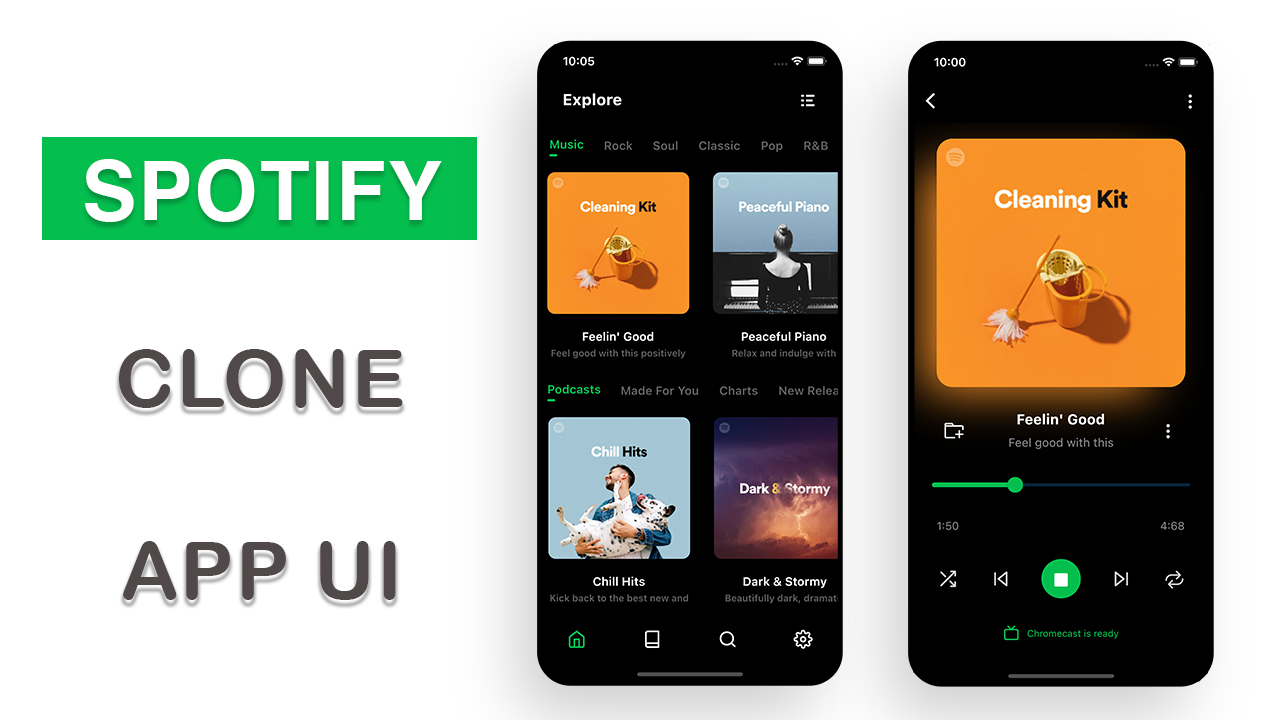 SPOTIFY
CLONE
APP UI
10:05
Explore
Music Rock Soul Classic Pop R&B
Cleaning Kit
Peaceful Piano
Feelin' Good
Feel good with this positively
Peaceful Piano
Relax and indulge with
Podcasts Made For You Charts New Relea
Chill Hits
Dark & Stormy
Chill Hits
Kick back to the best new and
Dark & Stormy
Beautifully dark, dramati
10:00
Cleaning Kit
Feelin' Good
Feel good with this
1:50 4:68
Chromecast is ready